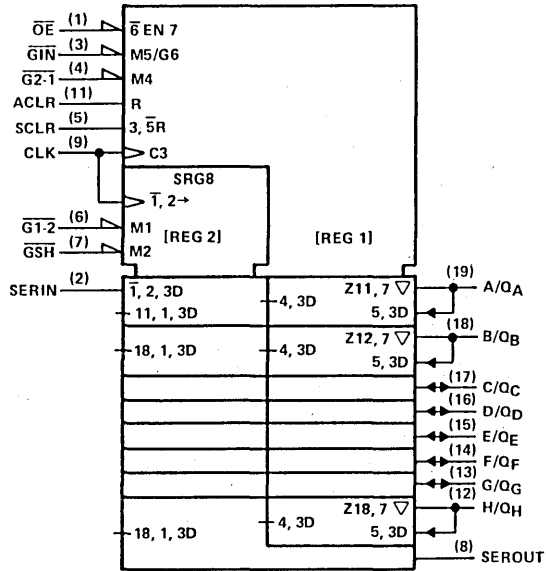 OE (1) 6 EN 7
GIN (3) M5/G6
G2-1 (4) M4
ACLR (11) R
SCLR (5) 3, 5R
CLK (9) C3
SRG8
1, 2→
G1-2 (6) M1 [REG 2] [REG 1]
GSH (7) M2
SERIN (2) 1, 2, 3D 4, 3D Z11, 7 ▽ (19) A/QA
11, 1, 3D 5, 3D
18, 1, 3D 4, 3D Z12, 7 ▽ (18) B/QB
5, 3D
(17) C/QC
(16) D/QD
(15) E/QE
(14) F/QF
(13) G/QG
Z18, 7 ▽ (12) H/QH
18, 1, 3D 4, 3D 5, 3D
(8) SEROUT